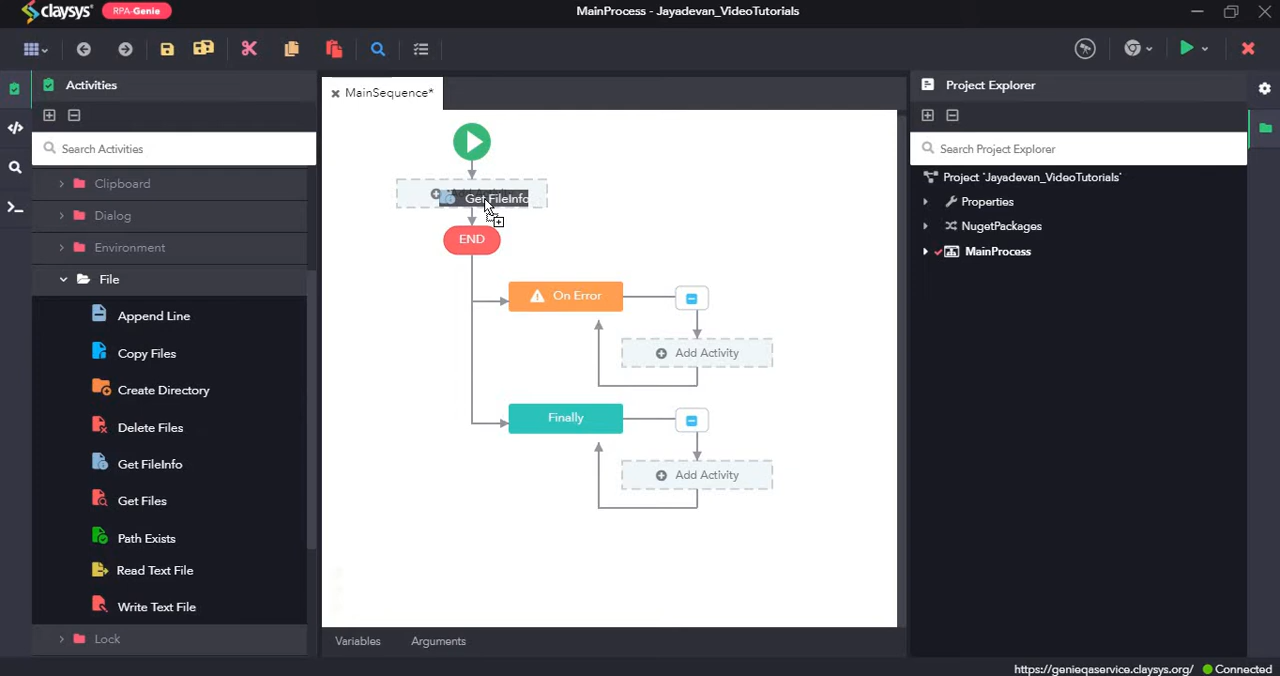 claysys RPA-Genie
MainProcess - Jayadevan_VideoTutorials
Activities
Search Activities
Clipboard
Dialog
Environment
File
Append Line
Copy Files
Create Directory
Delete Files
Get FileInfo
Get Files
Path Exists
Read Text File
Write Text File
Lock
MainSequence*
Get FileInfo
END
On Error
Add Activity
Finally
Add Activity
Variables Arguments
Project Explorer
Search Project Explorer
Project 'Jayadevan_VideoTutorials'
Properties
NugetPackages
MainProcess
https://genieqaservice.claysys.org/ Connected